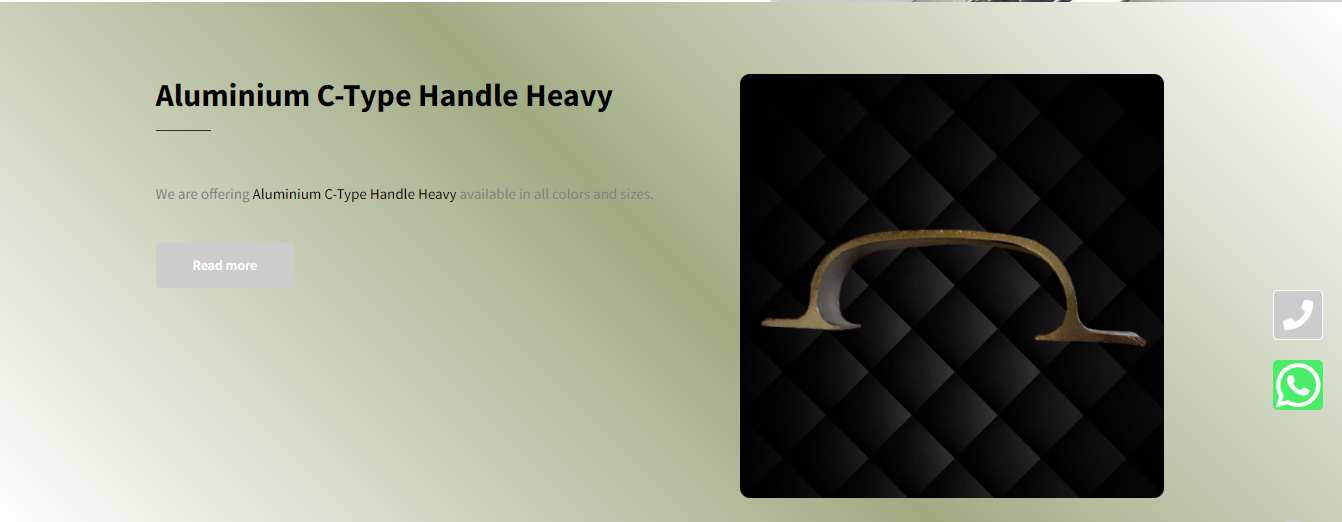 Aluminium C-Type Handle Heavy
We are offering Aluminium C-Type Handle Heavy available in all colors and sizes.
Read more